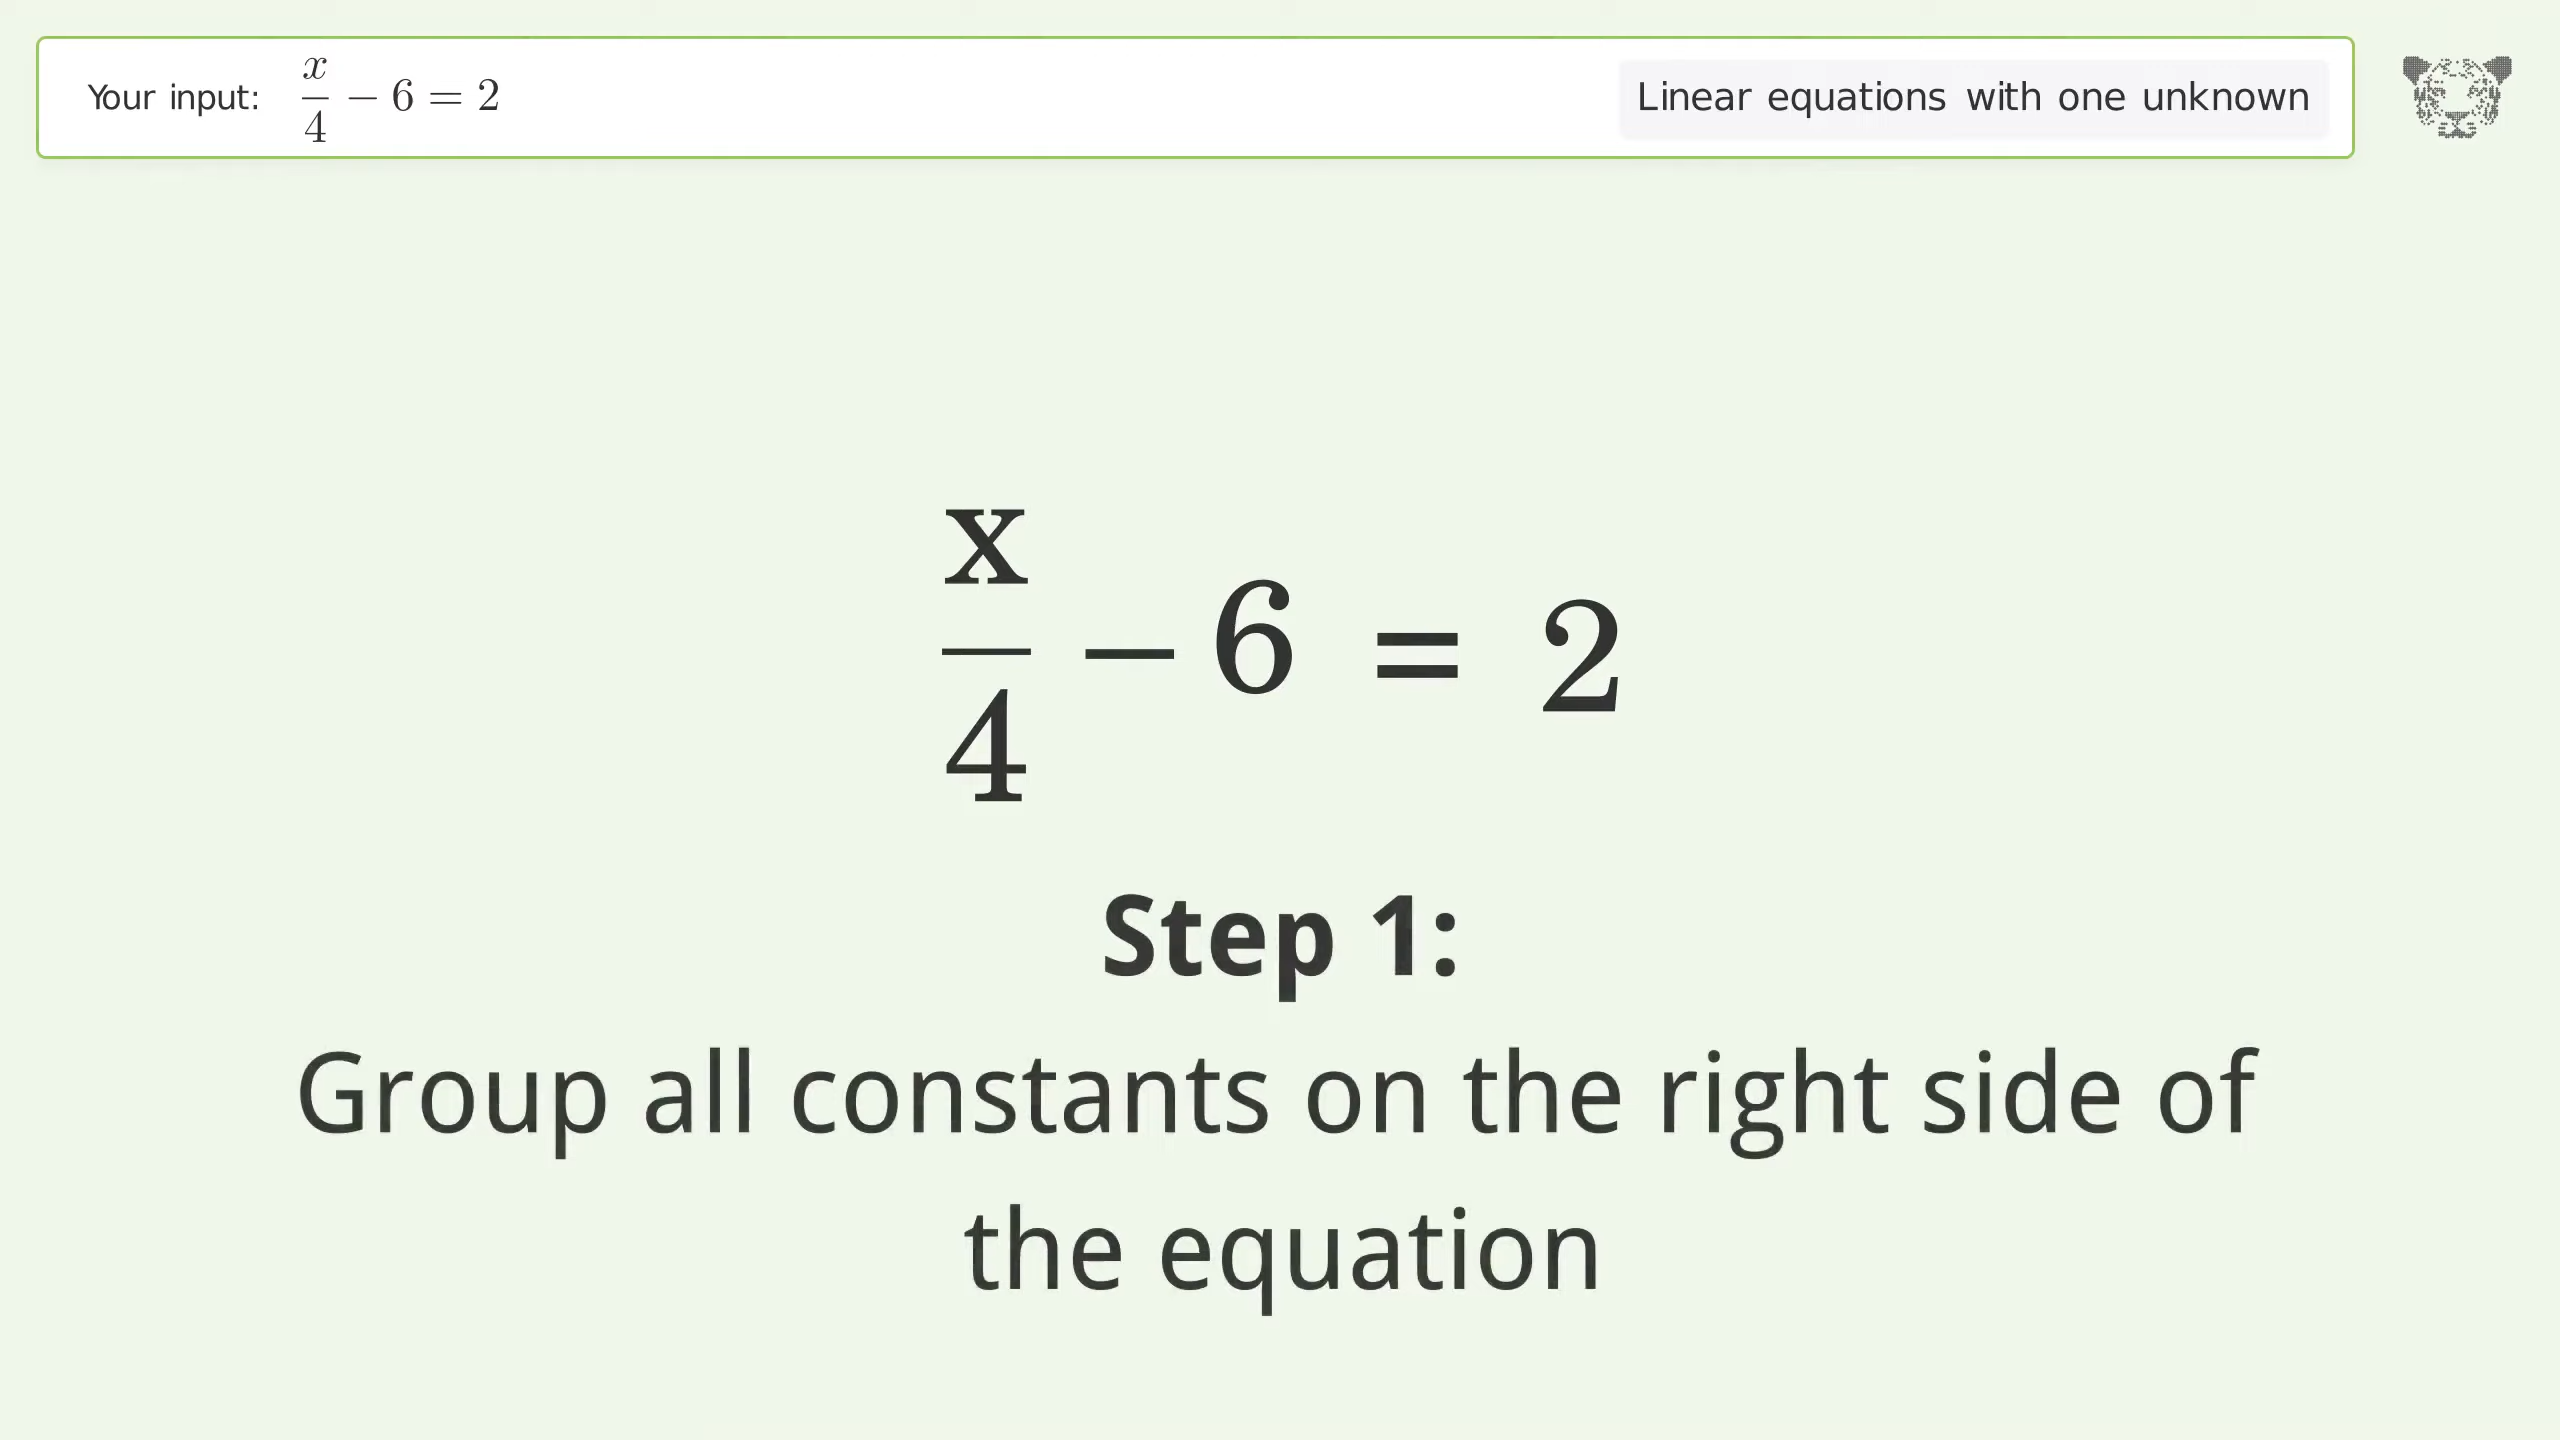 Your input: x/4 − 6 = 2
Linear equations with one unknown
x/4 − 6 = 2
Step 1:
Group all constants on the right side of
the equation